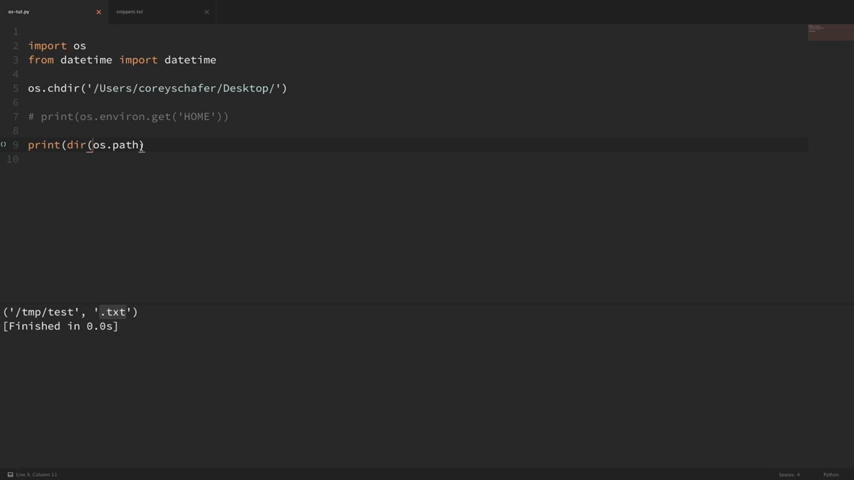 os-tut.py
snippets.txt
1
2 import os
3 from datetime import datetime
4
5 os.chdir('/Users/coreyschafer/Desktop/')
6
7 # print(os.environ.get('HOME'))
8
9 print(dir(os.path)
10
('/tmp/test', '.txt')
[Finished in 0.0s]
Line 9, Column 11
Spaces: 4
Python